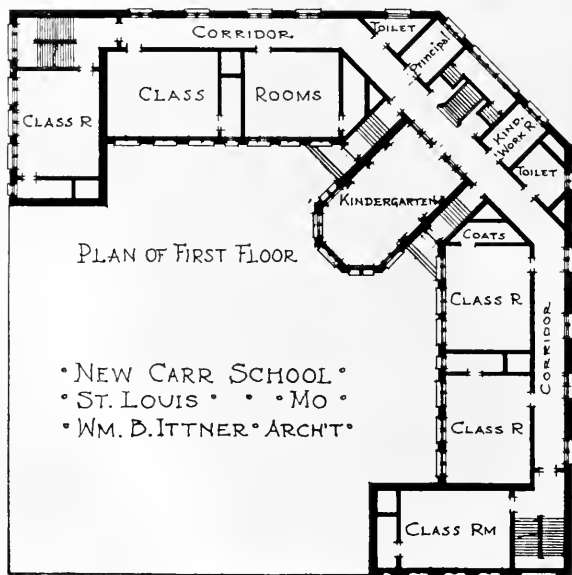 CORRIDOR
TOILET
Principal
CLASS ROOMS
CLASS R
KIND.
WORK R
TOILET
KINDERGARTEN
COATS
PLAN OF FIRST FLOOR
CLASS R
CORRIDOR
• NEW CARR SCHOOL •
• ST. LOUIS • • • MO •
• WM. B. ITTNER • ARCH'T •
CLASS R
CLASS RM